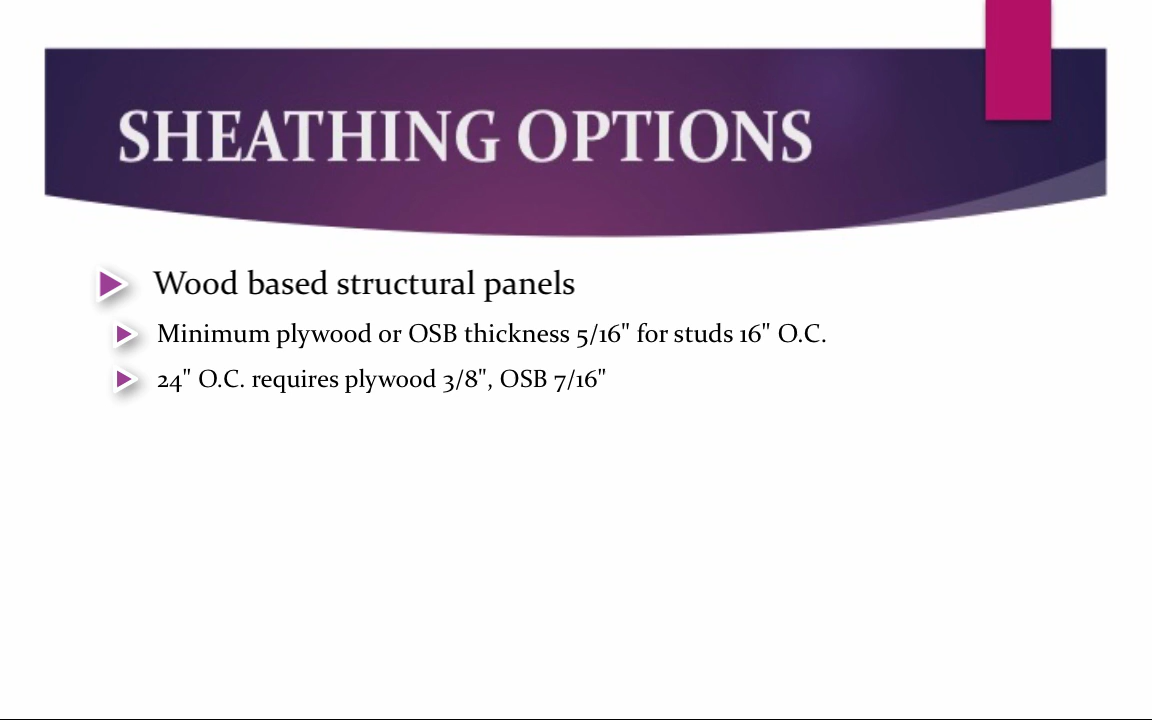 SHEATHING OPTIONS
Wood based structural panels
Minimum plywood or OSB thickness 5/16" for studs 16" O.C.
24" O.C. requires plywood 3/8", OSB 7/16"